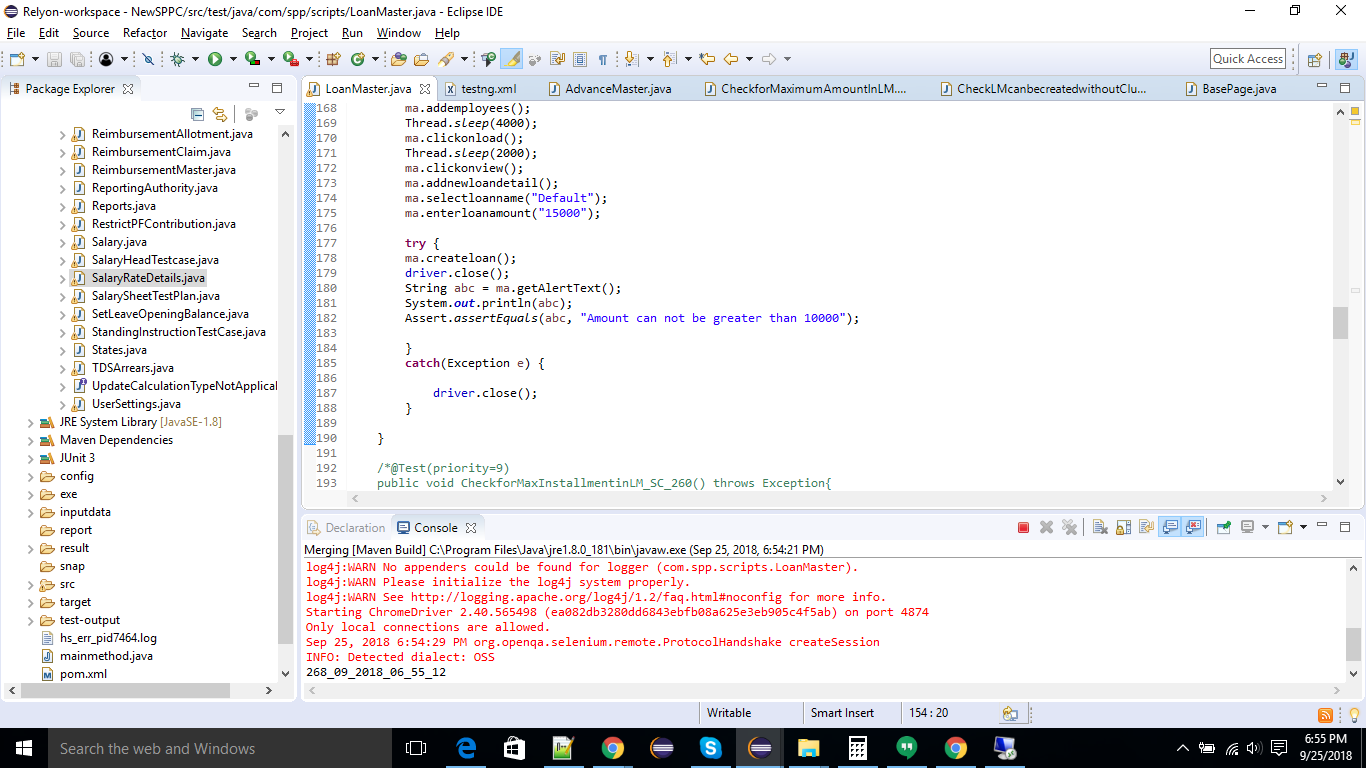 Relyon-workspace - NewSPPC/src/test/java/com/spp/scripts/LoanMaster.java - Eclipse IDE
File Edit Source Refactor Navigate Search Project Run Window Help
Quick Access
Package Explorer
LoanMaster.java testng.xml AdvanceMaster.java CheckforMaximumAmountInLM.... CheckLMcanbecreatedwithoutClu... BasePage.java
ReimbursementAllotment.java
ReimbursementClaim.java
ReimbursementMaster.java
ReportingAuthority.java
Reports.java
RestrictPFContribution.java
Salary.java
SalaryHeadTestcase.java
SalaryRateDetails.java
SalarySheetTestPlan.java
SetLeaveOpeningBalance.java
StandingInstructionTestCase.java
States.java
TDSArrears.java
UpdateCalculationTypeNotApplical
UserSettings.java
JRE System Library [JavaSE-1.8]
Maven Dependencies
JUnit 3
config
exe
inputdata
report
result
snap
src
target
test-output
hs_err_pid7464.log
mainmethod.java
pom.xml
168 ma.addemployees();
169 Thread.sleep(4000);
170 ma.clickonload();
171 Thread.sleep(2000);
172 ma.clickonview();
173 ma.addnewloandetail();
174 ma.selectloanname("Default");
175 ma.enterloanamount("15000");
176
177 try {
178 ma.createloan();
179 driver.close();
180 String abc = ma.getAlertText();
181 System.out.println(abc);
182 Assert.assertEquals(abc, "Amount can not be greater than 10000");
183
184 }
185 catch(Exception e) {
186
187 driver.close();
188 }
189
190 }
191
192 /*@Test(priority=9)
193 public void CheckforMaxInstallmentinLM_SC_260() throws Exception{
Declaration Console
Merging [Maven Build] C:\Program Files\Java\jre1.8.0_181\bin\javaw.exe (Sep 25, 2018, 6:54:21 PM)
log4j:WARN No appenders could be found for logger (com.spp.scripts.LoanMaster).
log4j:WARN Please initialize the log4j system properly.
log4j:WARN See http://logging.apache.org/log4j/1.2/faq.html#noconfig for more info.
Starting ChromeDriver 2.40.565498 (ea082db3280dd6843ebfb08a625e3eb905c4f5ab) on port 4874
Only local connections are allowed.
Sep 25, 2018 6:54:29 PM org.openqa.selenium.remote.ProtocolHandshake createSession
INFO: Detected dialect: OSS
268_09_2018_06_55_12
Writable Smart Insert 154 : 20
Search the web and Windows
6:55 PM
9/25/2018